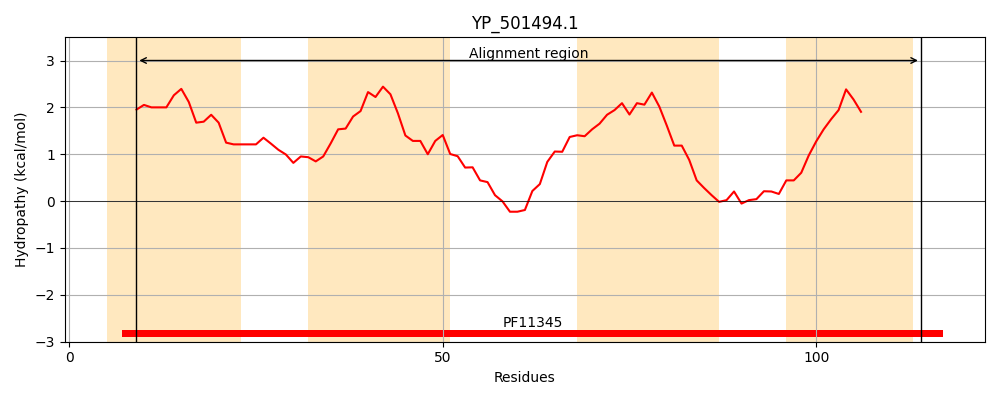 YP_501494.1
Alignment region
3
2
1
0
−1
−2
−3
Hydropathy (kcal/mol)
PF11345
0
50
100
Residues